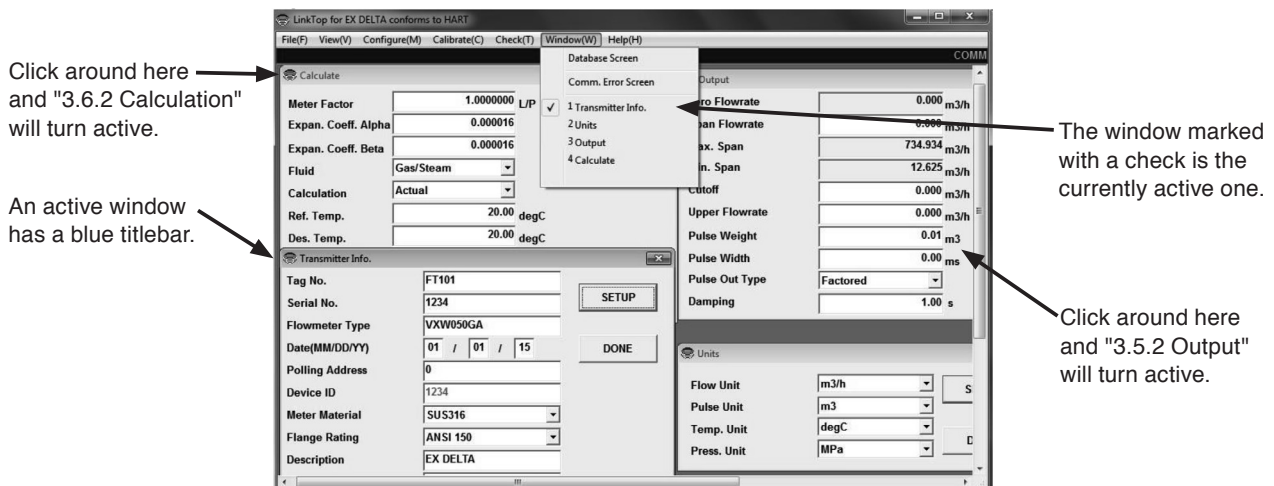 LinkTop for EX DELTA conforms to HART
File(F) View(V) Configure(M) Calibrate(C) Check(T) Window(W) Help(H)
COMM
Click around here
and "3.6.2 Calculation"
will turn active.
An active window
has a blue titlebar.
Calculate
Meter Factor 1.0000000 L/P
Expan. Coeff. Alpha 0.000016
Expan. Coeff. Beta 0.000016
Fluid Gas/Steam
Calculation Actual
Ref. Temp. 20.00 degC
Des. Temp. 20.00 degC
Database Screen
Comm. Error Screen
✓ 1 Transmitter Info.
2 Units
3 Output
4 Calculate
Output
ero Flowrate 0.000 m3/h
pan Flowrate 0.000 m3/h
ax. Span 734.934 m3/h
in. Span 12.625 m3/h
Cutoff 0.000 m3/h
Upper Flowrate 0.000 m3/h
Pulse Weight 0.01 m3
Pulse Width 0.00 ms
Pulse Out Type Factored
Damping 1.00 s
The window marked
with a check is the
currently active one.
Click around here
and "3.5.2 Output"
will turn active.
Transmitter Info.
Tag No. FT101
Serial No. 1234
Flowmeter Type VXW050GA
Date(MM/DD/YY) 01 / 01 / 15
Polling Address 0
Device ID 1234
Meter Material SUS316
Flange Rating ANSI 150
Description EX DELTA
SETUP
DONE
Units
Flow Unit m3/h
Pulse Unit m3
Temp. Unit degC
Press. Unit MPa
S
D